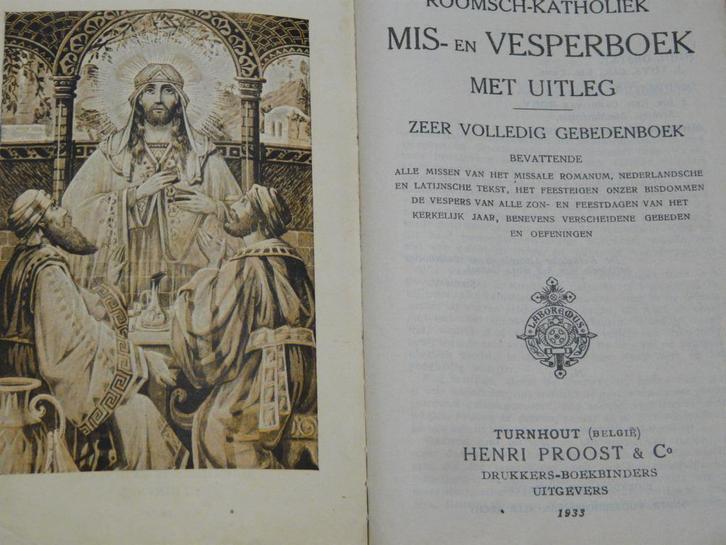 ROOMSCH-KATHOLIEK
MIS- EN VESPERBOEK
MET UITLEG
ZEER VOLLEDIG GEBEDENBOEK
BEVATTENDE
ALLE MISSEN VAN HET MISSALE ROMANUM, NEDERLANDSCHE
EN LATIJNSCHE TEKST, HET FEESTEIGEN ONZER BISDOMMEN
DE VESPERS VAN ALLE ZON- EN FEESTDAGEN VAN HET
KERKELIJK JAAR, BENEVENS VERSCHEIDENE GEBEDEN
EN OEFENINGEN
LABOREMUS
TURNHOUT (BELGIË)
HENRI PROOST & Co
DRUKKERS-BOEKBINDERS
UITGEVERS
1933